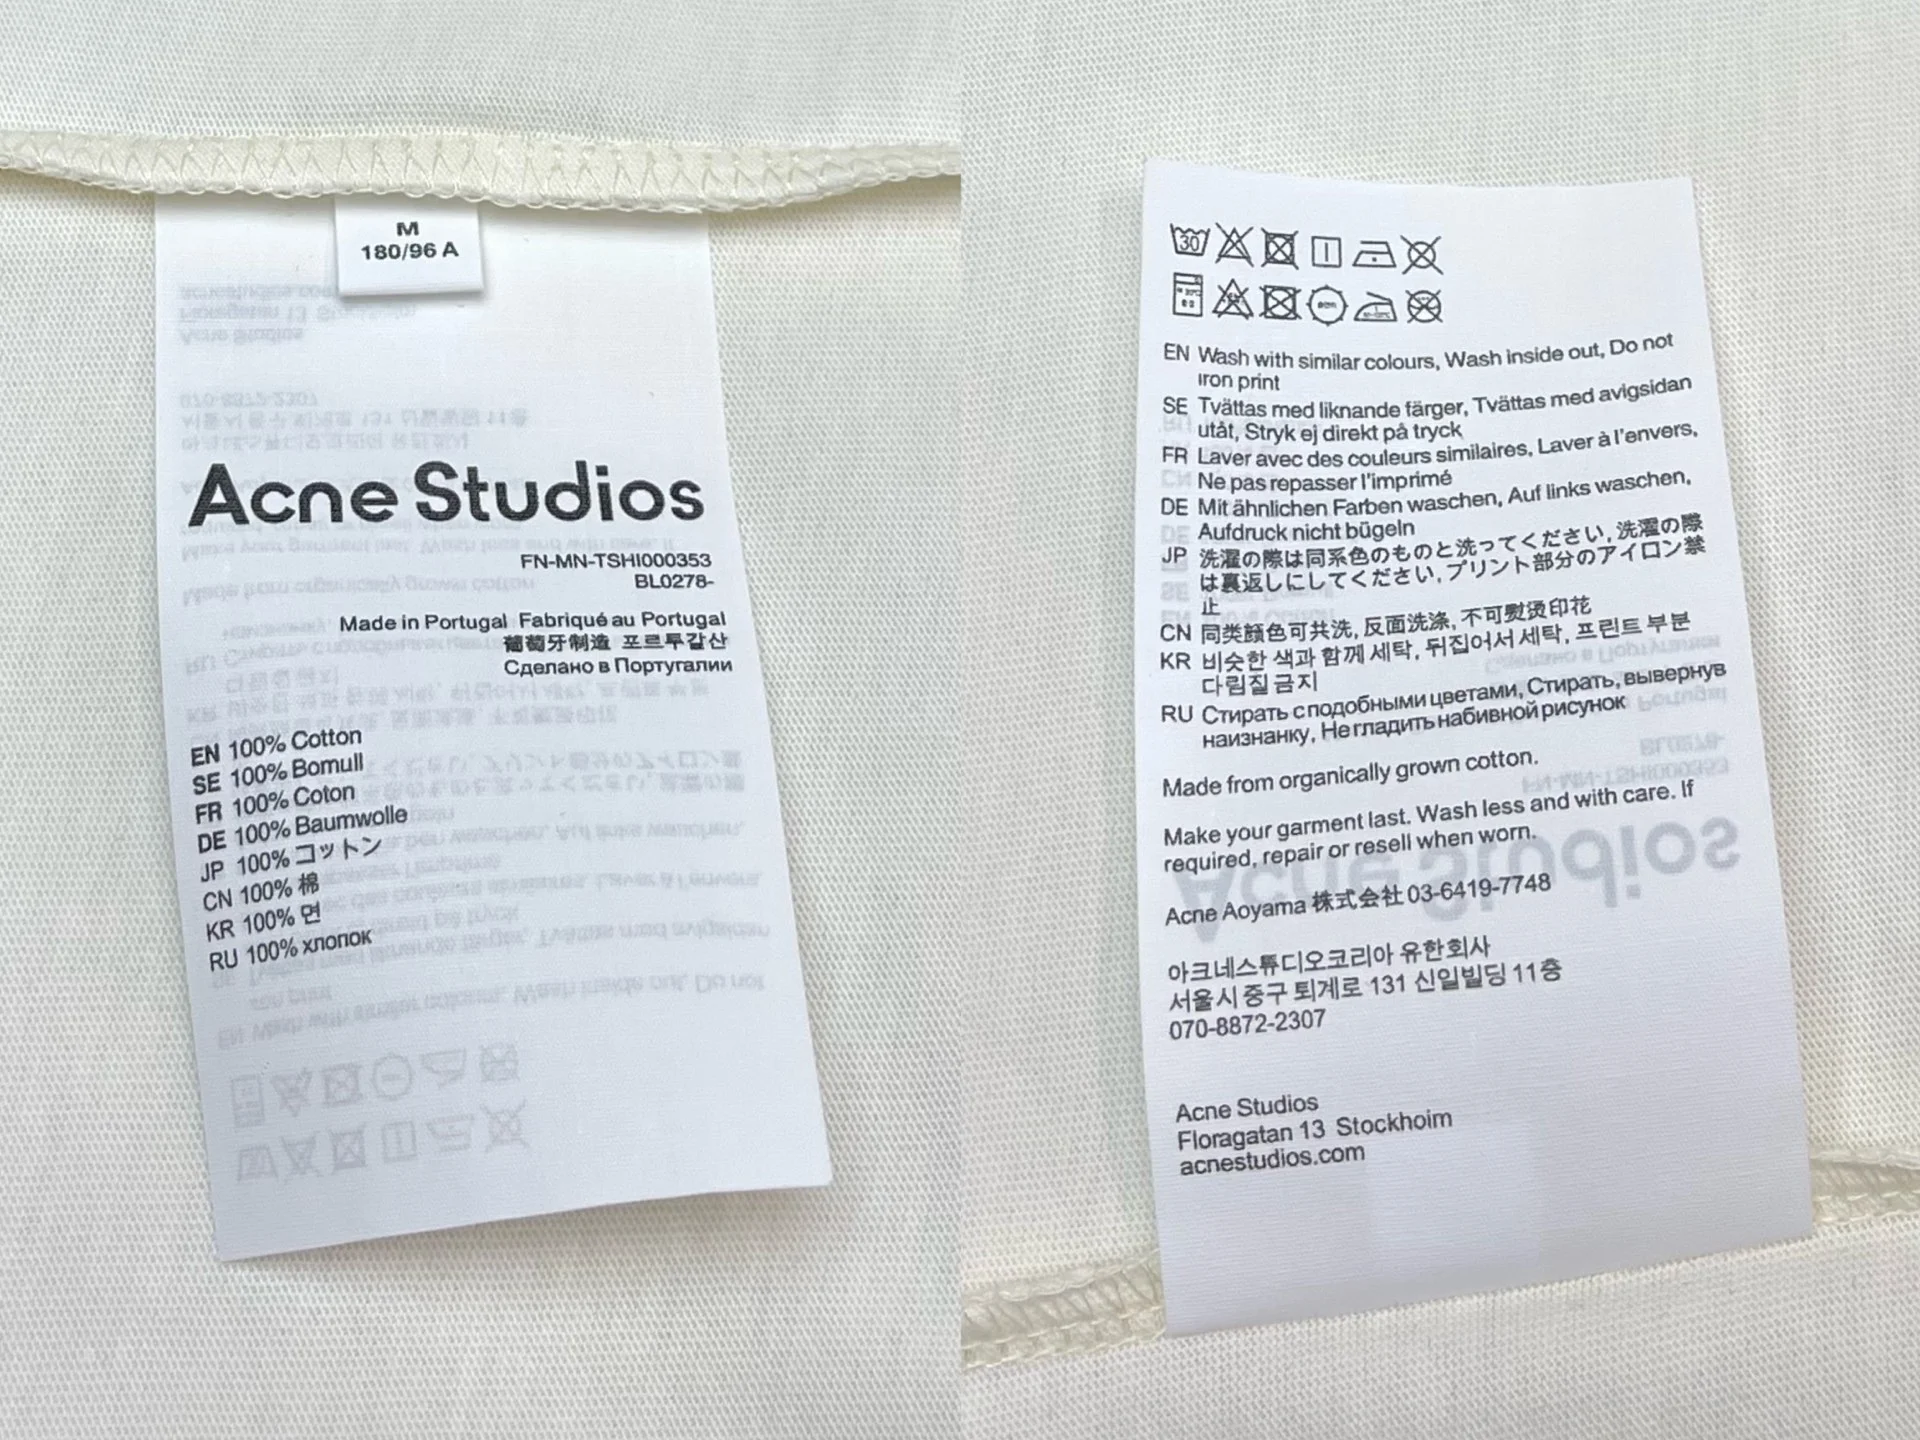 M
180/96 A
Acne Studios
FN-MN-TSHI000353
BL0278-
Made in Portugal Fabriqué au Portugal
葡萄牙制造 포르투갈산
Сделано в Португалии
EN 100% Cotton
SE 100% Bomull
FR 100% Coton
DE 100% Baumwolle
JP 100% コットン
CN 100% 棉
KR 100% 면
RU 100% хлопок
30
EN Wash with similar colours, Wash inside out, Do not
iron print
SE Tvättas med liknande färger, Tvättas med avigsidan
utåt, Stryk ej direkt på tryck
FR Laver avec des couleurs similaires, Laver à l'envers,
Ne pas repasser l'imprimé
DE Mit ähnlichen Farben waschen, Auf links waschen,
Aufdruck nicht bügeln
JP 洗濯の際は同系色のものと洗ってください, 洗濯の際
は裏返しにしてください, プリント部分のアイロン禁
止
CN 同类颜色可共洗, 反面洗涤, 不可熨烫印花
KR 비슷한 색과 함께 세탁, 뒤집어서 세탁, 프린트 부분
다림질 금지
RU Стирать с подобными цветами, Стирать, вывернув
наизнанку, Не гладить набивной рисунок
Made from organically grown cotton.
Make your garment last. Wash less and with care. If
required, repair or resell when worn.
Acne Aoyama 株式会社 03-6419-7748
아크네스튜디오코리아 유한회사
서울시 중구 퇴계로 131 신일빌딩 11층
070-8872-2307
Acne Studios
Floragatan 13 Stockhoim
acnestudios.com